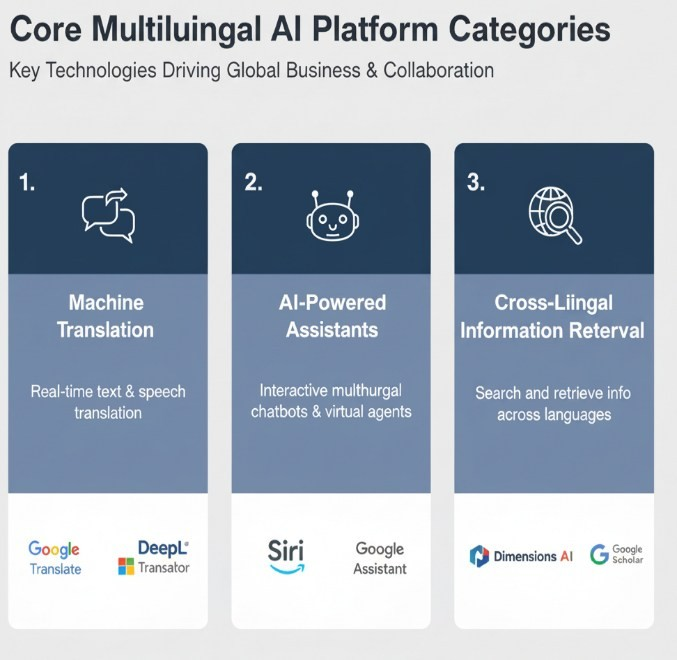 Core Multiluingal AI Platform Categories
Key Technologies Driving Global Business & Collaboration
1.
Machine
Translation
Real-time text & speech
translation
Google
Translate
DeepL
Transator
2.
AI-Powered
Assistants
Interactive multhurgal
chatbots & virtual agents
Siri
Google
Assistant
3.
Cross-Liingal
Information Reterval
Search and retrieve info
across languages
Dimensions AI
Google
Scholar